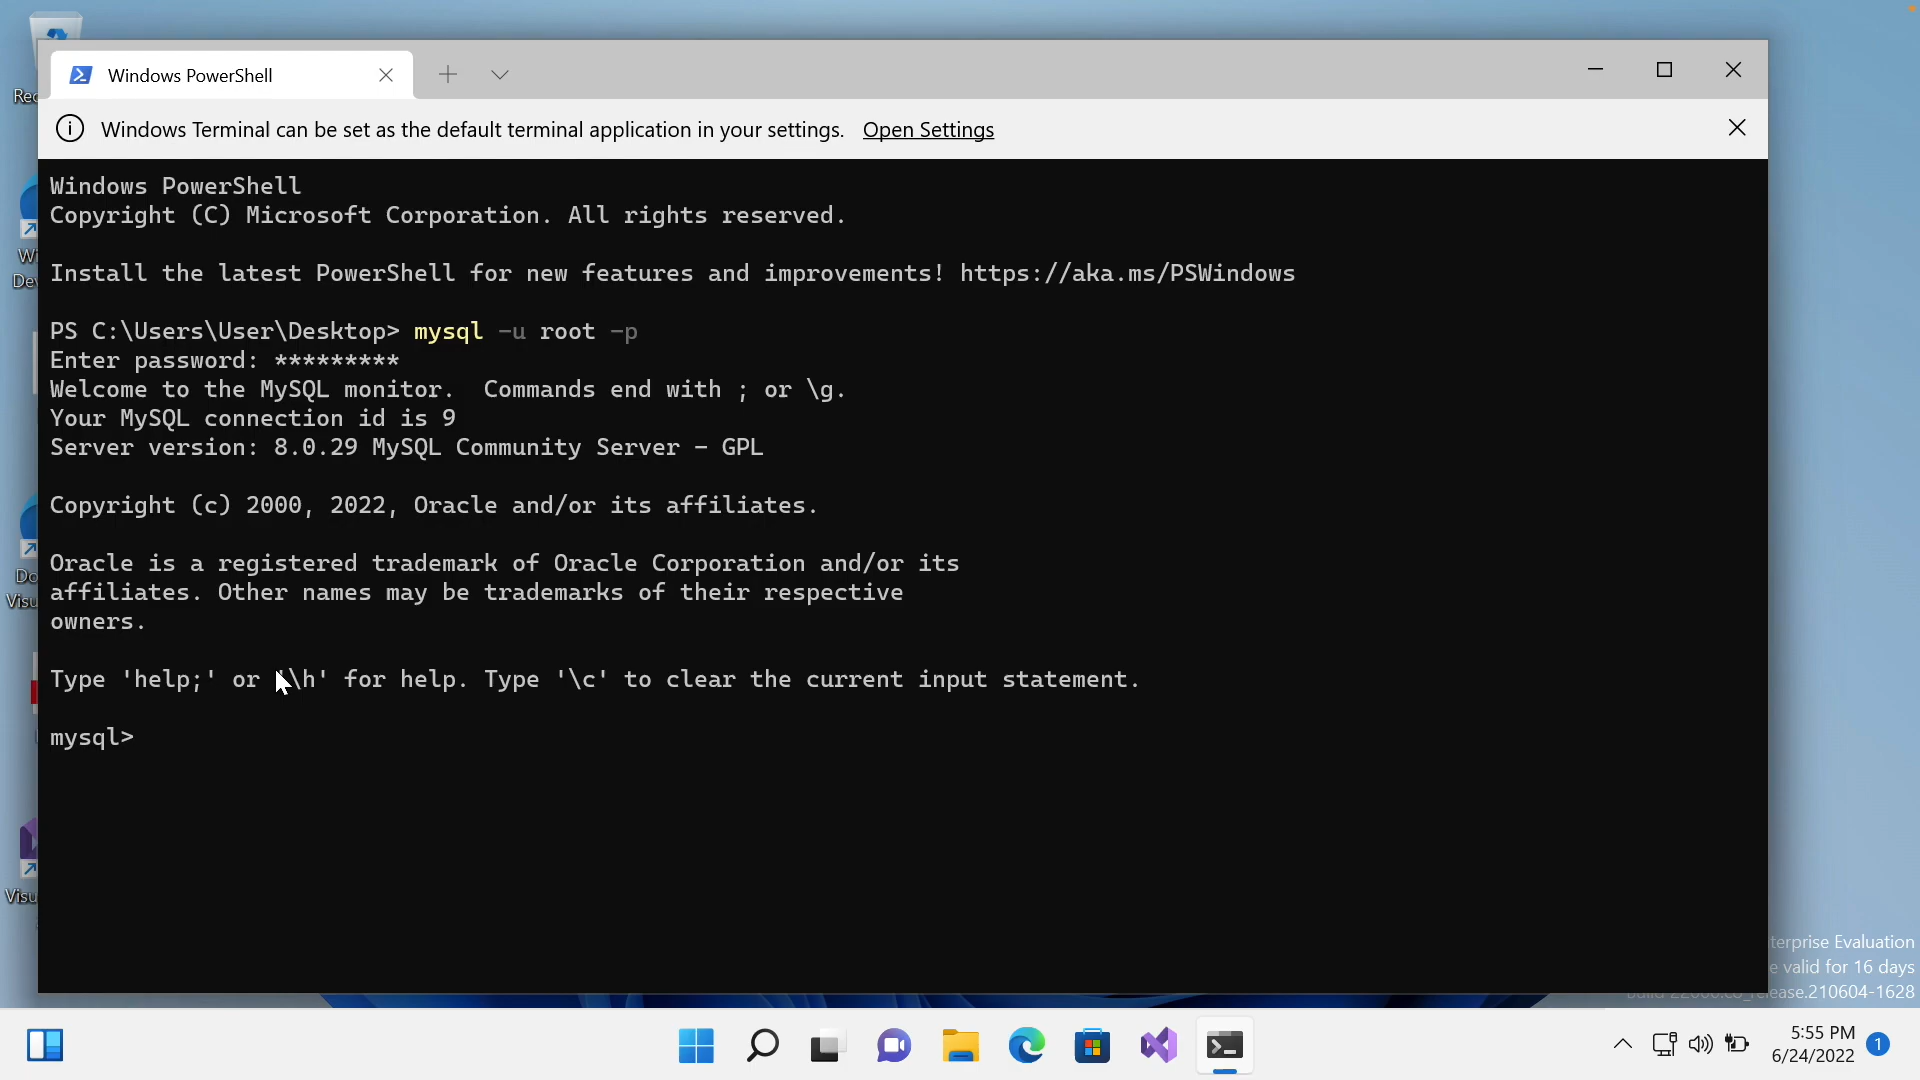 Windows PowerShell
Windows Terminal can be set as the default terminal application in your settings. Open Settings
Windows PowerShell
Copyright (C) Microsoft Corporation. All rights reserved.
Install the latest PowerShell for new features and improvements! https://aka.ms/PSWindows
PS C:\Users\User\Desktop> mysql -u root -p
Enter password: *********
Welcome to the MySQL monitor.  Commands end with ; or \g.
Your MySQL connection id is 9
Server version: 8.0.29 MySQL Community Server - GPL
Copyright (c) 2000, 2022, Oracle and/or its affiliates.
Oracle is a registered trademark of Oracle Corporation and/or its
affiliates. Other names may be trademarks of their respective
owners.
Type 'help;' or '\h' for help. Type '\c' to clear the current input statement.
mysql>
Enterprise Evaluation
valid for 16 days
release.210604-1628
5:55 PM
6/24/2022
1